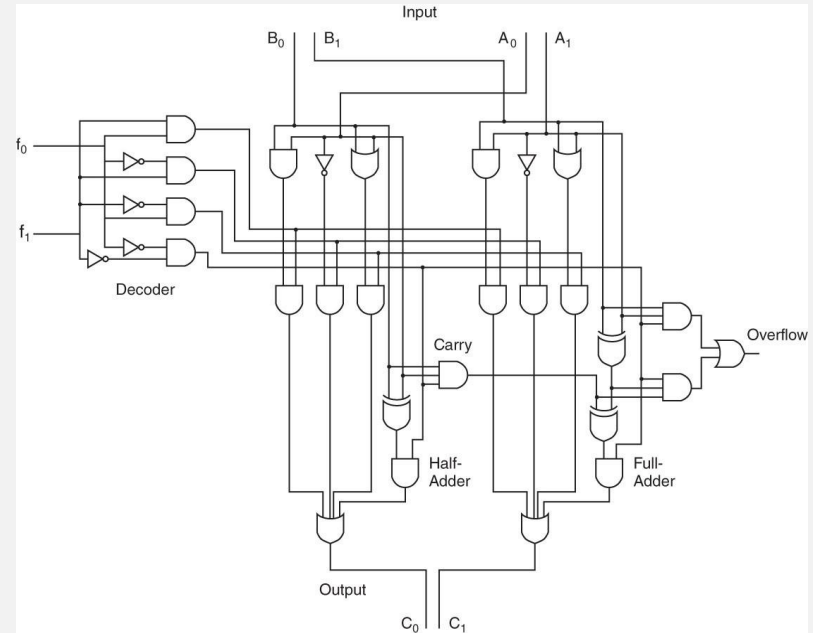 Input
B₀ B₁ A₀ A₁
f₀
f₁
Decoder
Carry
Overflow
Half-
Adder
Full-
Adder
Output
C₀ C₁